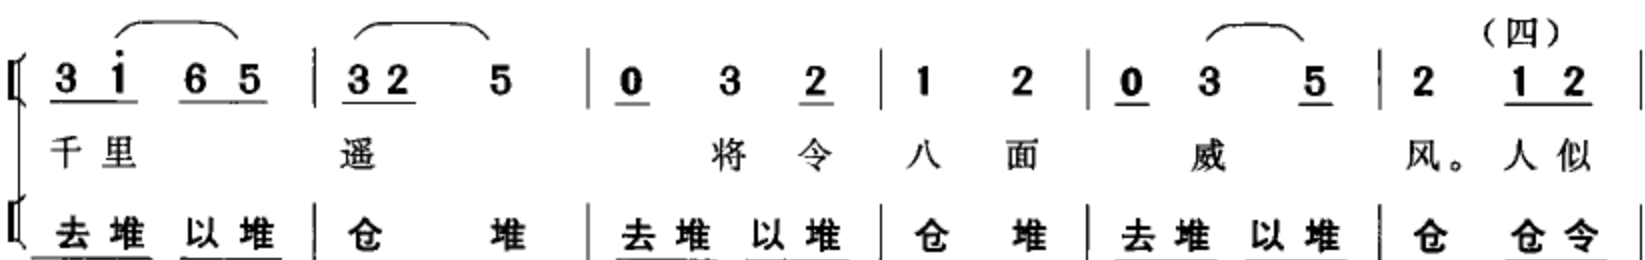 （四）
3 1 6 5 | 3 2 5 | 0 3 2 | 1 2 | 0 3 5 | 2 1 2 |
千里 遥 将 令 八 面 威 风。人似
去堆 以堆 | 仓 堆 | 去堆 以堆 | 仓 堆 | 去堆 以堆 | 仓 仓令 |